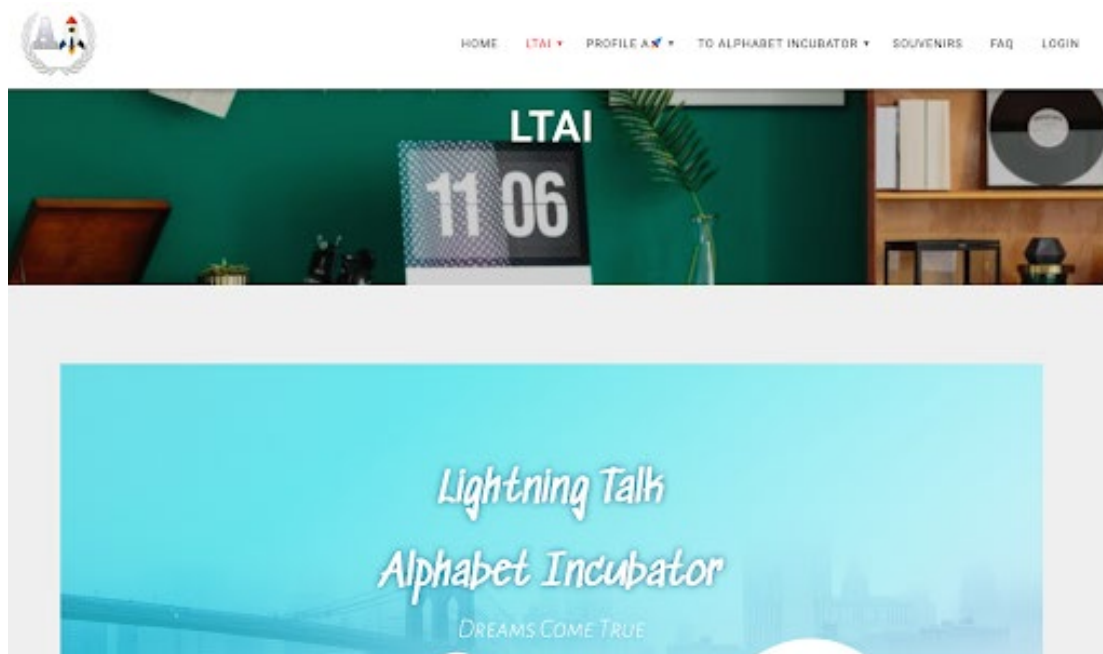 HOME LTAI ▾ PROFILE A🚀 ▾ TO ALPHABET INCUBATOR ▾ SOUVENIRS FAQ LOGIN
LTAI
11 06
Lightning Talk
Alphabet Incubator
DREAMS COME TRUE